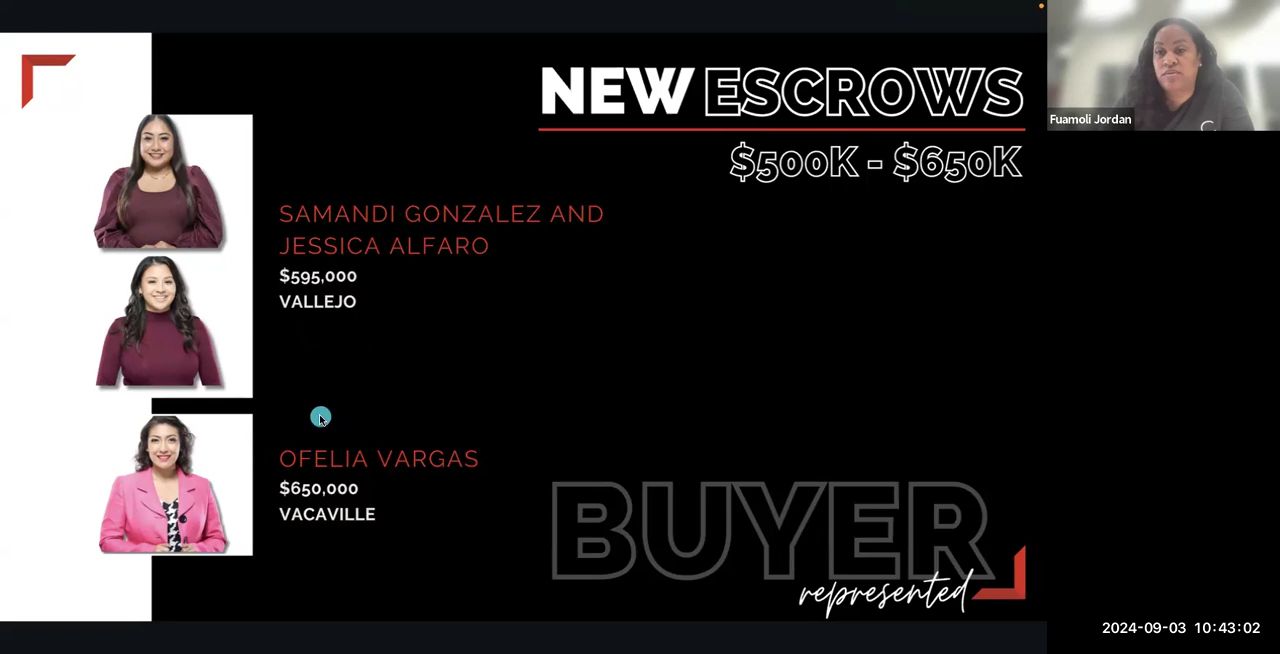 NEW ESCROWS
$500K - $650K
Fuamoli Jordan
SAMANDI GONZALEZ AND
JESSICA ALFARO
$595,000
VALLEJO
OFELIA VARGAS
$650,000
VACAVILLE
BUYER
represented
2024-09-03 10:43:02